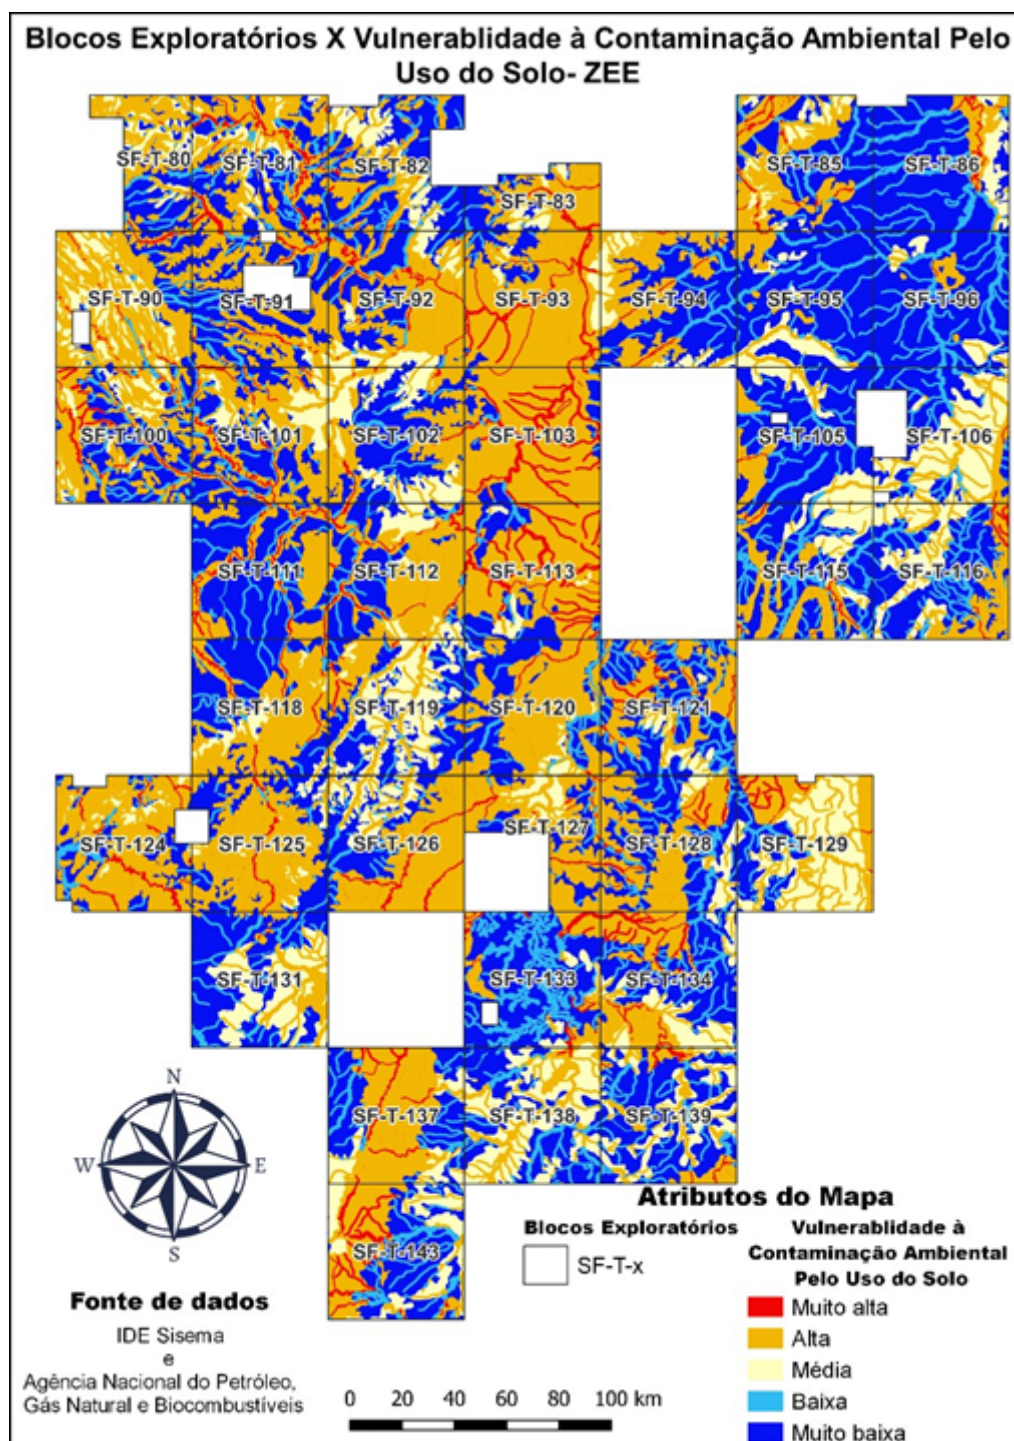 Blocos Exploratórios X Vulnerablidade à Contaminação Ambiental Pelo
Uso do Solo- ZEE
SF-T-80
SF-T-81
SF-T-82
SF-T-83
SF-T-85
SF-T-86
SF-T-90
SF-T-91
SF-T-92
SF-T-93
SF-T-94
SF-T-95
SF-T-96
SF-T-100
SF-T-101
SF-T-102
SF-T-103
SF-T-105
SF-T-106
SF-T-111
SF-T-112
SF-T-113
SF-T-115
SF-T-116
SF-T-118
SF-T-119
SF-T-120
SF-T-121
SF-T-124
SF-T-125
SF-T-126
SF-T-127
SF-T-128
SF-T-129
SF-T-131
SF-T-133
SF-T-134
SF-T-137
SF-T-138
SF-T-139
SF-T-143
N
W
E
S
Fonte de dados
IDE Sisema
e
Agência Nacional do Petróleo,
Gás Natural e Biocombustíveis
0 20 40 60 80 100 km
Atributos do Mapa
Blocos Exploratórios
SF-T-x
Vulnerablidade à
Contaminação Ambiental
Pelo Uso do Solo
Muito alta
Alta
Média
Baixa
Muito baixa